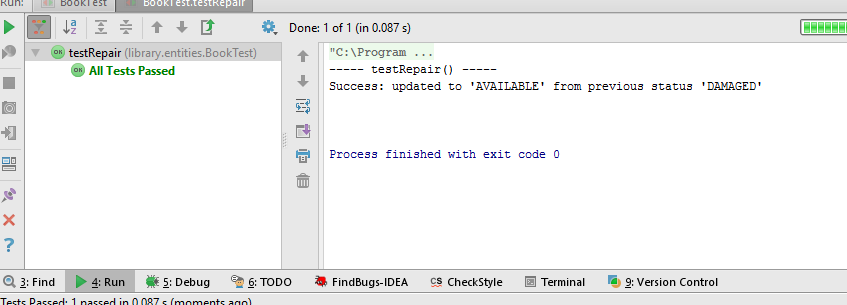 Run: BookTest BookTest.testRepair
Done: 1 of 1 (in 0.087 s)
testRepair (library.entities.BookTest)
OK All Tests Passed
"C:\Program ...
----- testRepair() -----
Success: updated to 'AVAILABLE' from previous status 'DAMAGED'
Process finished with exit code 0
3: Find 4: Run 5: Debug 6: TODO FindBugs-IDEA CS CheckStyle Terminal 9: Version Control
Tests Passed: 1 passed in 0.087 s (moments ago)